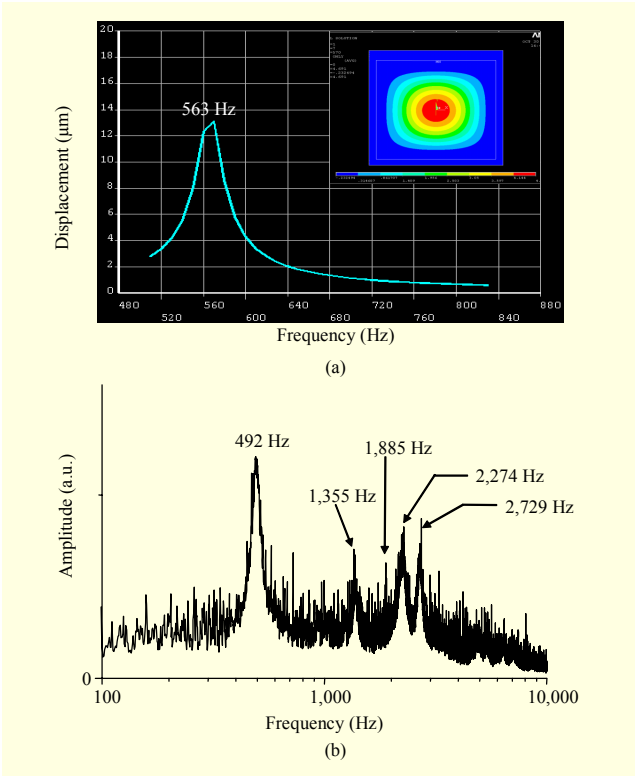 20
18
16
14
12
10
8
6
4
2
0
Displacement (µm)
563 Hz
480 560 640 720 800 880
520 600 680 760 840
Frequency (Hz)
(a)
Amplitude (a.u.)
0
492 Hz
1,355 Hz
1,885 Hz
2,274 Hz
2,729 Hz
100 1,000 10,000
Frequency (Hz)
(b)